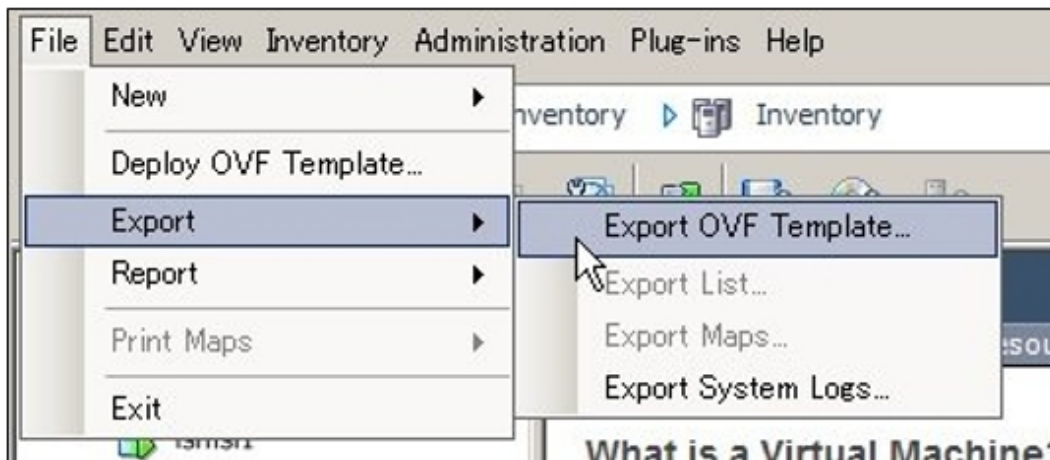 File Edit View Inventory Administration Plug-ins Help
New
nventory Inventory
Deploy OVF Template...
Export
Export OVF Template...
Report
Export List...
Print Maps
Export Maps...
Export System Logs...
Exit
What is a Virtual Machine?